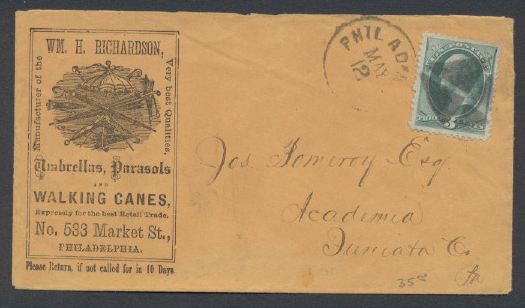 WM. H. RICHARDSON,
Manufacturer of the
Very best Qualities,
Umbrellas, Parasols
AND
WALKING CANES,
Expressly for the best Retail Trade.
No. 533 Market St.,
PHILADELPHIA.
Please Return, if not called for in 10 Days.
PHILADA
MAY
12
3
CENTS
Jos Pomeroy Esq.
Academia
Juniata C.
Pa
35¢